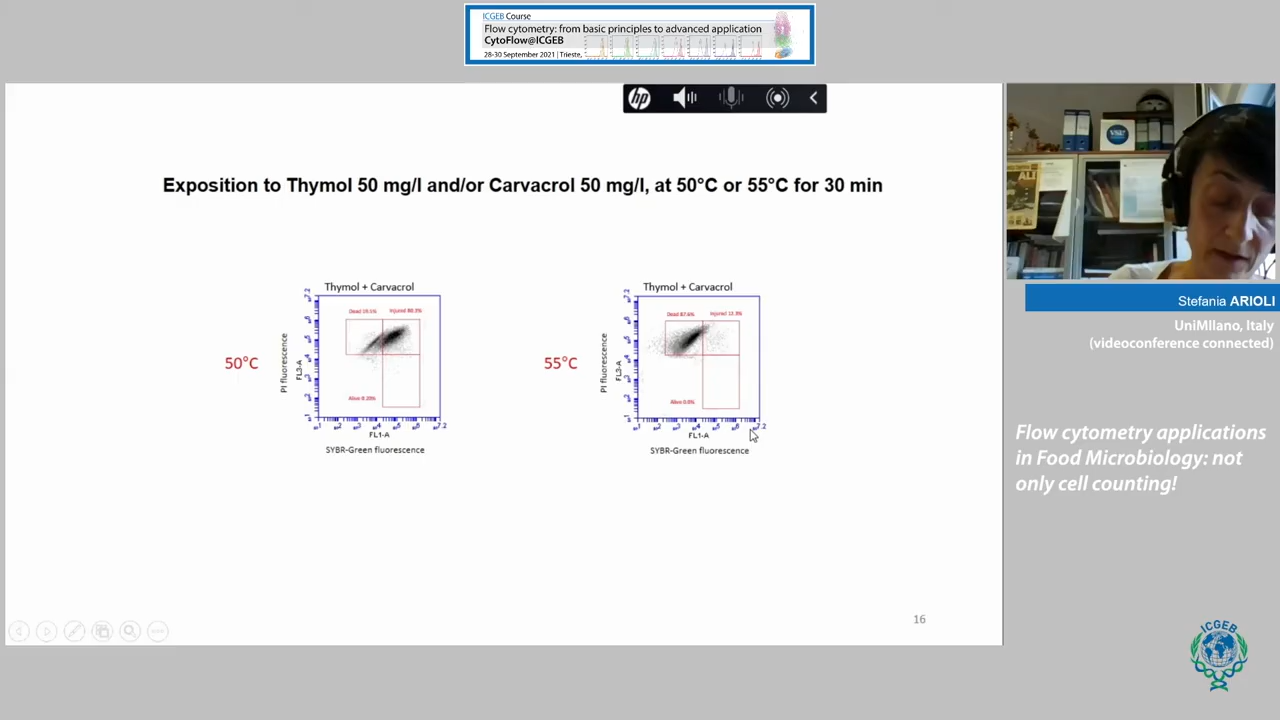 ICGEB Course
Flow cytometry: from basic principles to advanced application
CytoFlow@ICGEB
28-30 September 2021 | Trieste,
hp
Exposition to Thymol 50 mg/l and/or Carvacrol 50 mg/l, at 50°C or 55°C for 30 min
Thymol + Carvacrol
50°C
PI fluorescence
FL3-A
FL1-A
SYBR-Green fluorescence
Thymol + Carvacrol
55°C
PI fluorescence
FL3-A
FL1-A
SYBR-Green fluorescence
16
ALI
Stefania ARIOLI
UniMIlano, Italy
(videoconference connected)
Flow cytometry applications
in Food Microbiology: not
only cell counting!
ICGEB